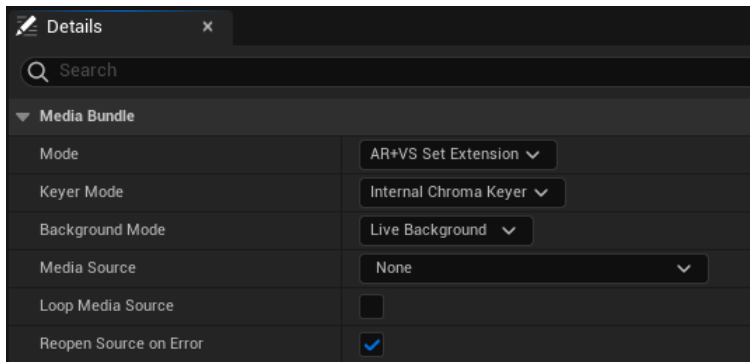 Details
Search
Media Bundle
Mode AR+VS Set Extension
Keyer Mode Internal Chroma Keyer
Background Mode Live Background
Media Source None
Loop Media Source
Reopen Source on Error